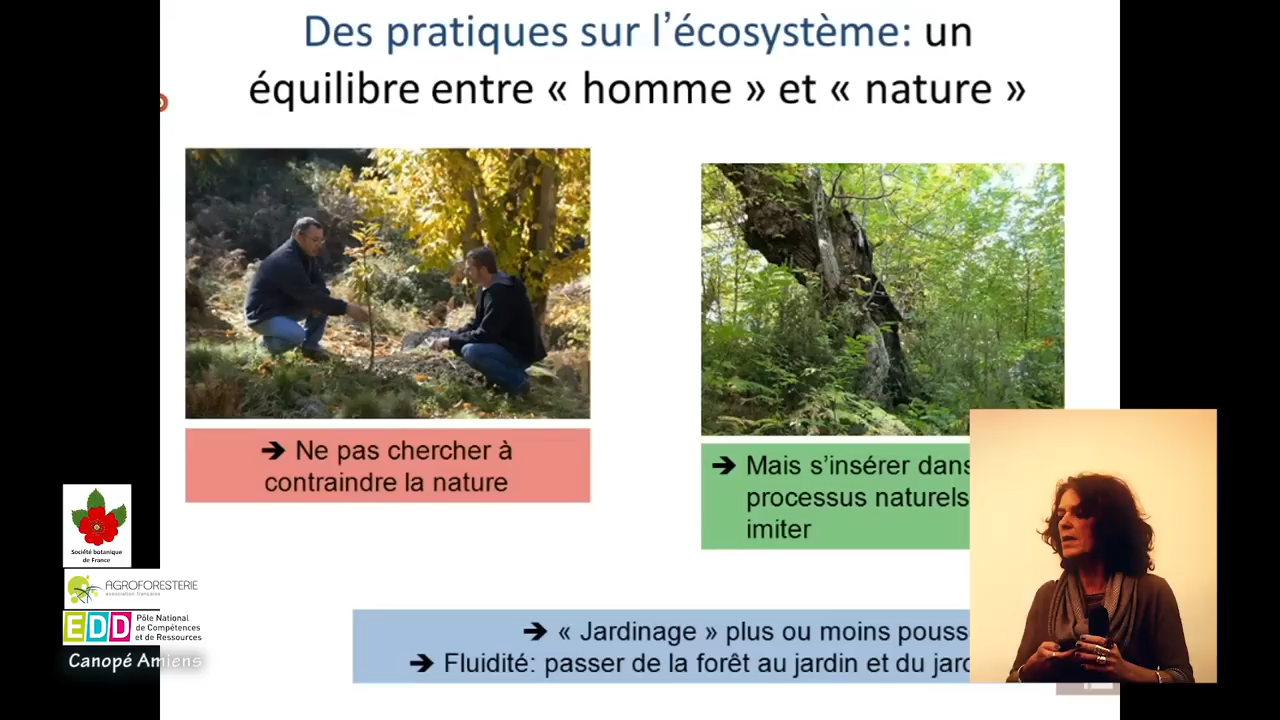 Des pratiques sur l’écosystème: un
équilibre entre « homme » et « nature »
➔ Ne pas chercher à
contraindre la nature
➔ Mais s’insérer dans
processus naturels
imiter
➔ « Jardinage » plus ou moins pouss
➔ Fluidité: passer de la forêt au jardin et du jard
Société botanique
de France
AGROFORESTERIE
association française
EDD Pôle National
de Compétences
et de Ressources
Canopé Amiens